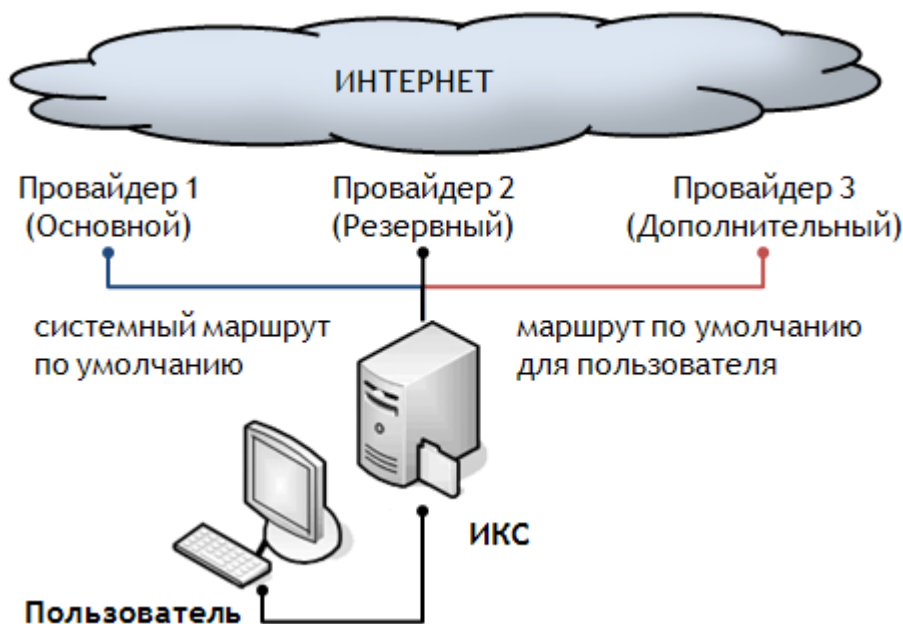 ИНТЕРНЕТ
Провайдер 1
(Основной)
Провайдер 2
(Резервный)
Провайдер 3
(Дополнительный)
системный маршрут
по умолчанию
маршрут по умолчанию
для пользователя
ИКС
Пользователь